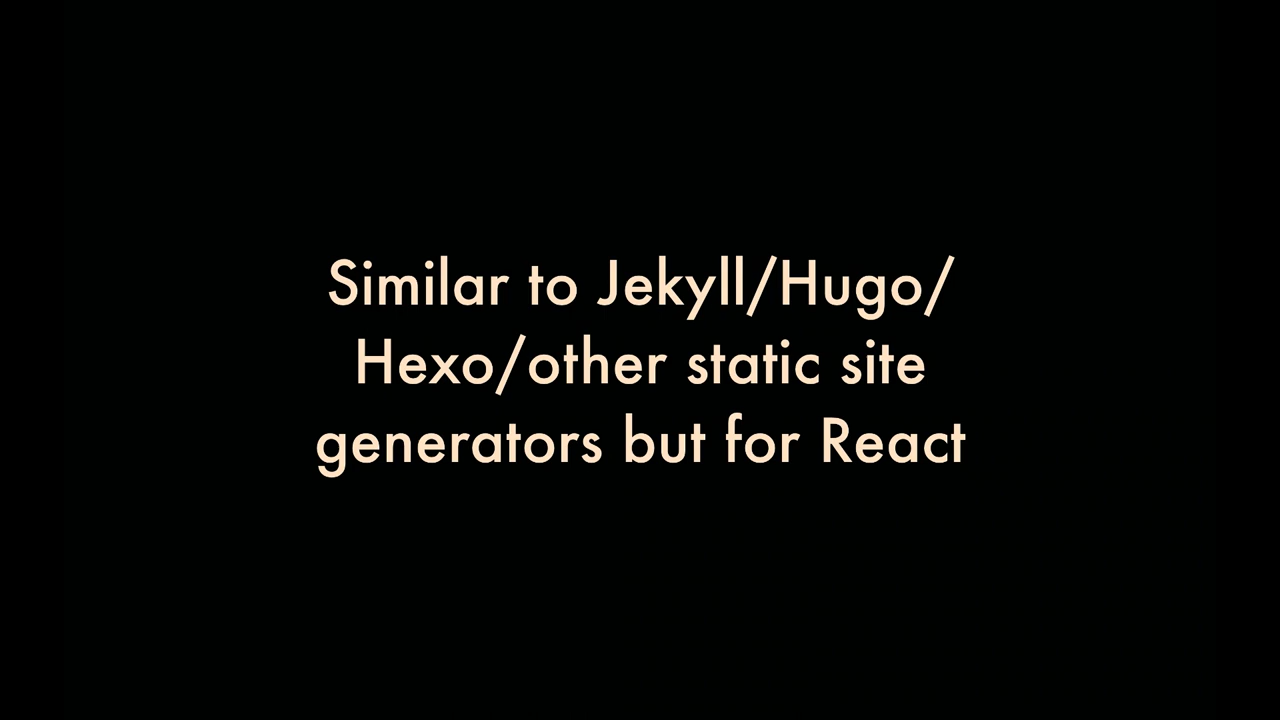 Similar to Jekyll/Hugo/
Hexo/other static site
generators but for React